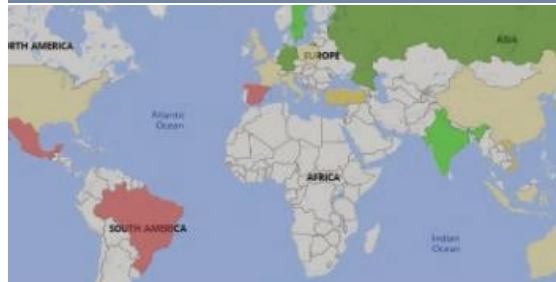 RTH AMERICA
ASIA
EUROPE
Atlantic
Ocean
AFRICA
SOUTH AMERICA
Indian
Ocean